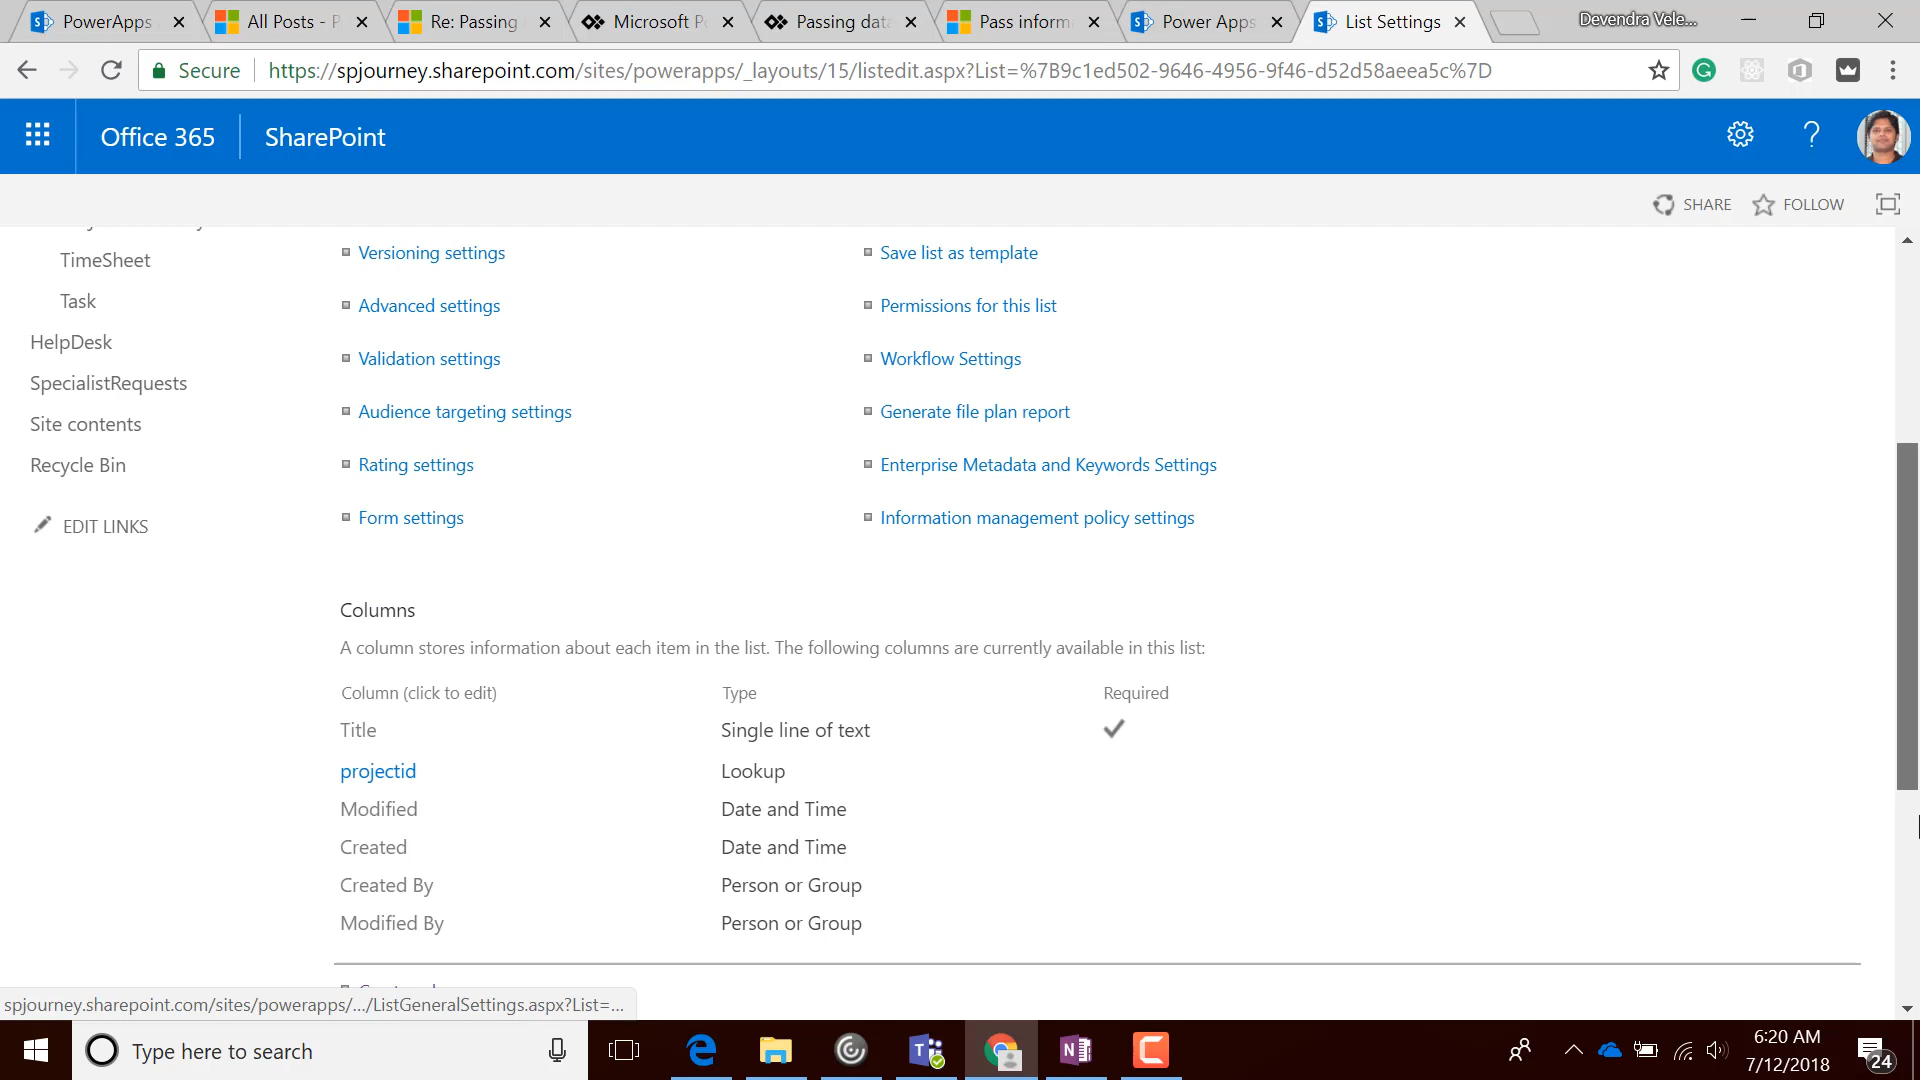 PowerApps
All Posts - P
Re: Passing
Microsoft Po
Passing data
Pass inform
Power Apps
List Settings
Devendra Vele...
Secure
https://spjourney.sharepoint.com/sites/powerapps/_layouts/15/listedit.aspx?List=%7B9c1ed502-9646-4956-9f46-d52d58aeea5c%7D
Office 365
SharePoint
?
SHARE
FOLLOW
TimeSheet
Task
HelpDesk
SpecialistRequests
Site contents
Recycle Bin
EDIT LINKS
Versioning settings
Save list as template
Advanced settings
Permissions for this list
Validation settings
Workflow Settings
Audience targeting settings
Generate file plan report
Rating settings
Enterprise Metadata and Keywords Settings
Form settings
Information management policy settings
Columns
A column stores information about each item in the list. The following columns are currently available in this list:
Column (click to edit)
Type
Required
Title
Single line of text
projectid
Lookup
Modified
Date and Time
Created
Date and Time
Created By
Person or Group
Modified By
Person or Group
spjourney.sharepoint.com/sites/powerapps/.../ListGeneralSettings.aspx?List=...
Type here to search
6:20 AM
7/12/2018
24